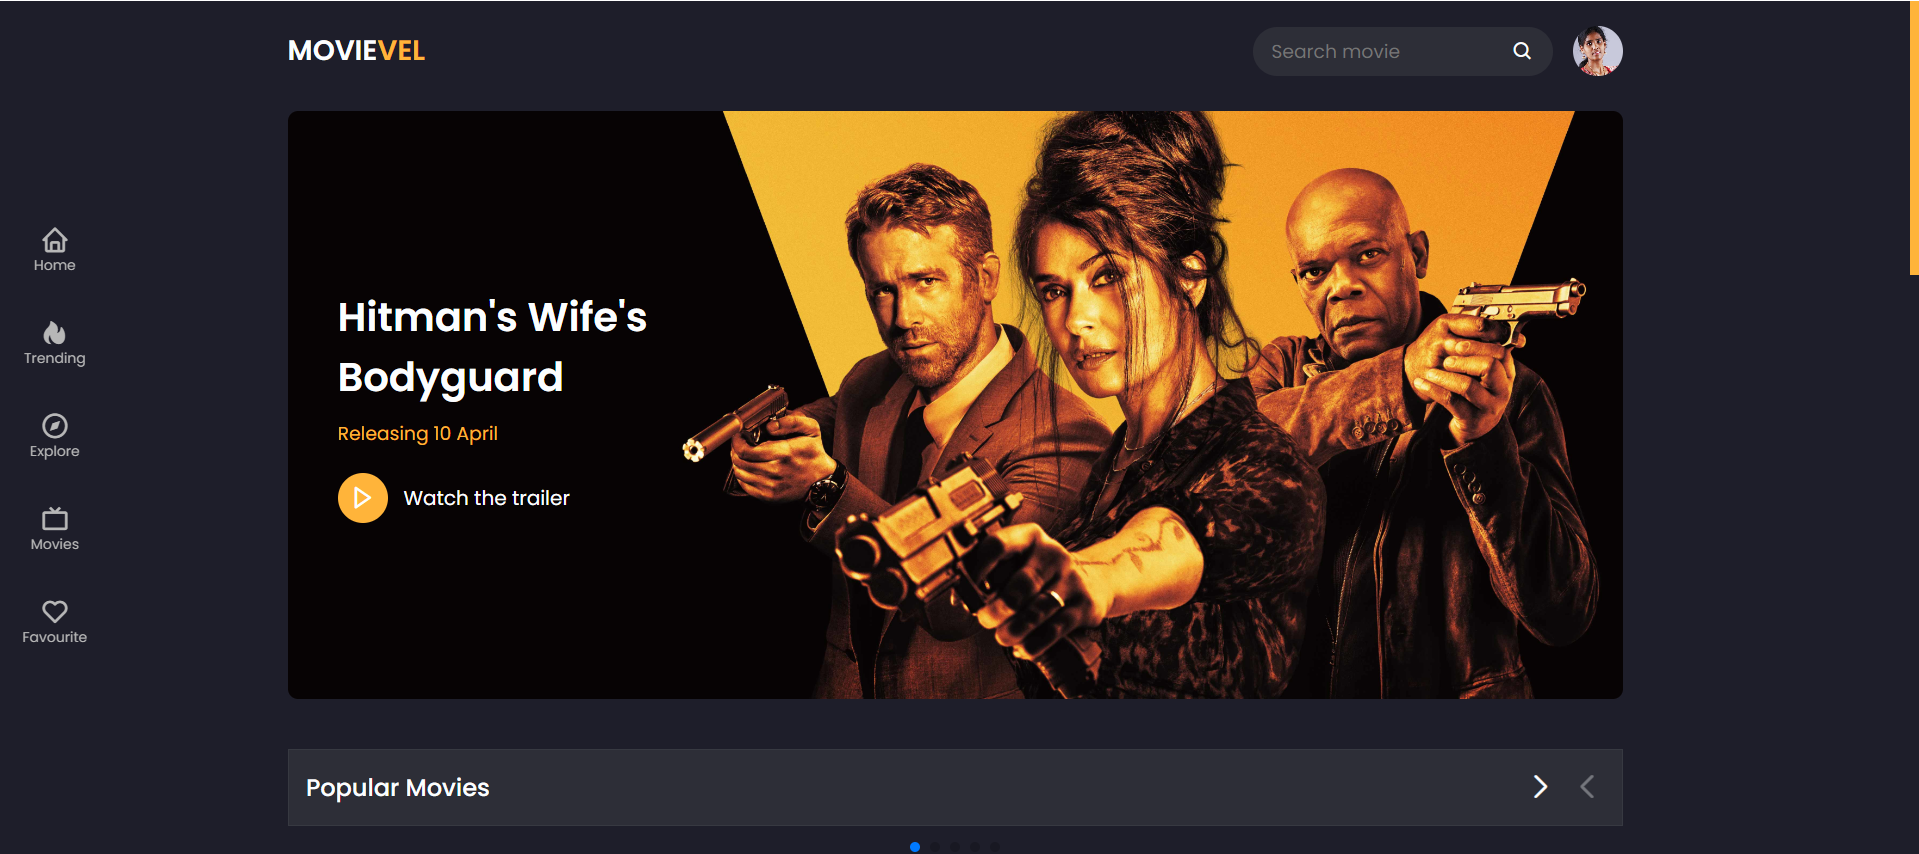 MOVIEVEL
Search movie
Home
Trending
Explore
Movies
Favourite
Hitman's Wife's
Bodyguard
Releasing 10 April
Watch the trailer
Popular Movies